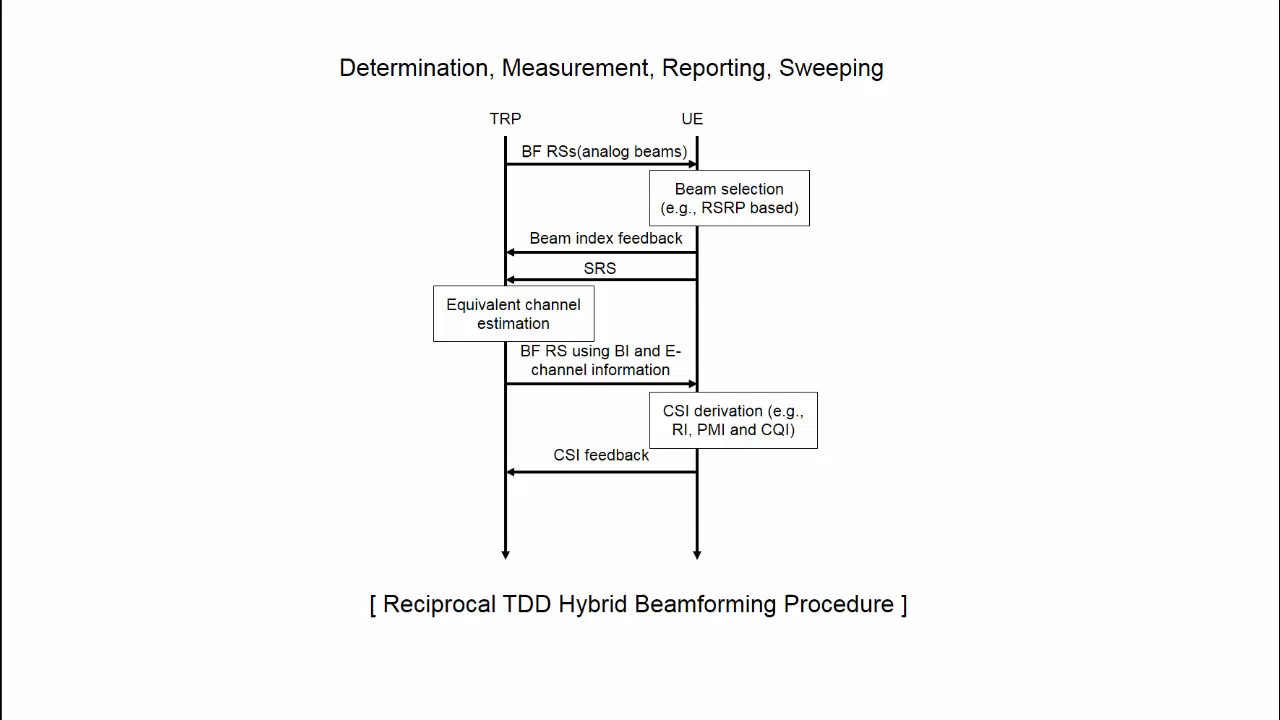 Determination, Measurement, Reporting, Sweeping
TRP
UE
BF RSs(analog beams)
Beam selection
(e.g., RSRP based)
Beam index feedback
SRS
Equivalent channel
estimation
BF RS using BI and E-
channel information
CSI derivation (e.g.,
RI, PMI and CQI)
CSI feedback
[ Reciprocal TDD Hybrid Beamforming Procedure ]